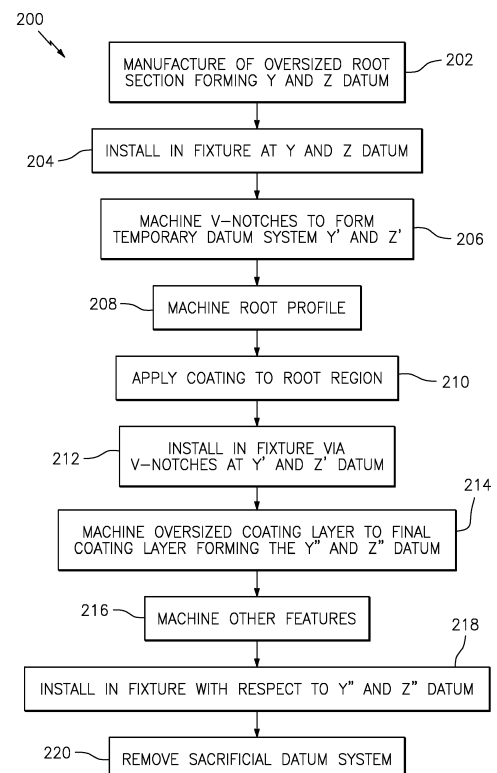 200
MANUFACTURE OF OVERSIZED ROOT
SECTION FORMING Y AND Z DATUM
202
INSTALL IN FIXTURE AT Y AND Z DATUM
204
MACHINE V-NOTCHES TO FORM
TEMPORARY DATUM SYSTEM Y' AND Z'
206
208
MACHINE ROOT PROFILE
APPLY COATING TO ROOT REGION
210
212
INSTALL IN FIXTURE VIA
V-NOTCHES AT Y' AND Z' DATUM
214
MACHINE OVERSIZED COATING LAYER TO FINAL
COATING LAYER FORMING THE Y" AND Z" DATUM
216
MACHINE OTHER FEATURES
218
INSTALL IN FIXTURE WITH RESPECT TO Y" AND Z" DATUM
220
REMOVE SACRIFICIAL DATUM SYSTEM